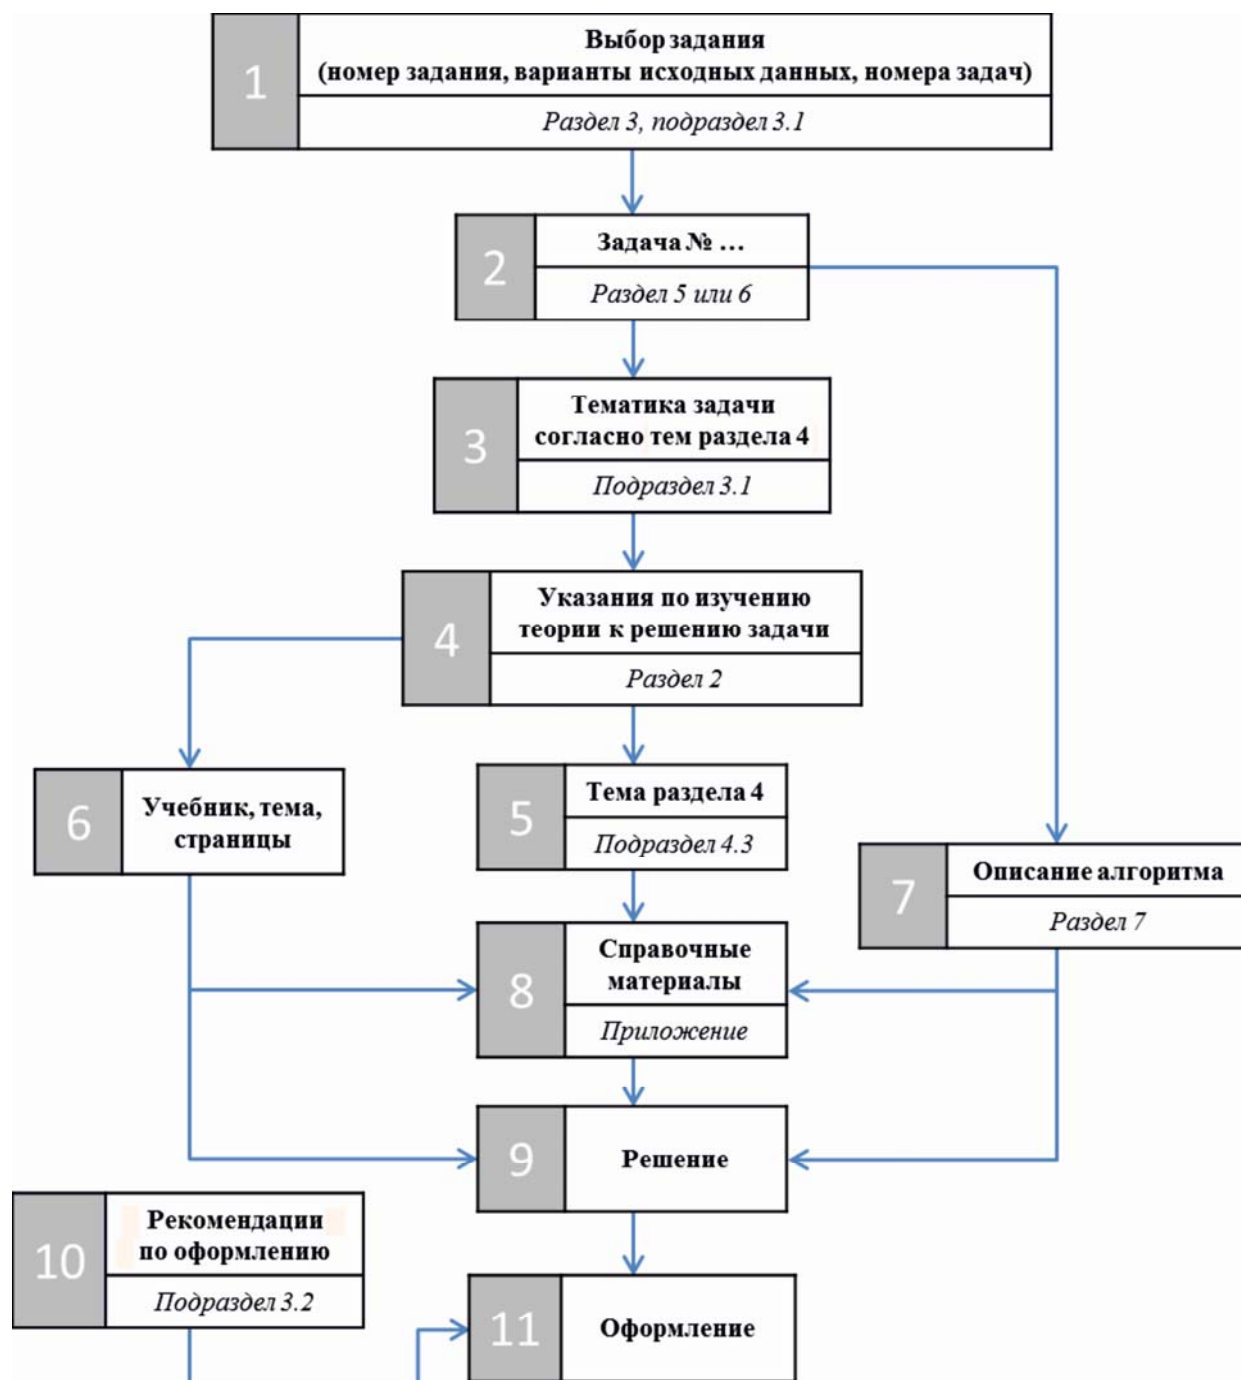 1
Выбор задания
(номер задания, варианты исходных данных, номера задач)
Раздел 3, подраздел 3.1
2
Задача № ...
Раздел 5 или 6
3
Тематика задачи
согласно тем раздела 4
Подраздел 3.1
4
Указания по изучению
теории к решению задачи
Раздел 2
6
Учебник, тема,
страницы
5
Тема раздела 4
Подраздел 4.3
7
Описание алгоритма
Раздел 7
8
Справочные
материалы
Приложение
9
Решение
10
Рекомендации
по оформлению
Подраздел 3.2
11
Оформление